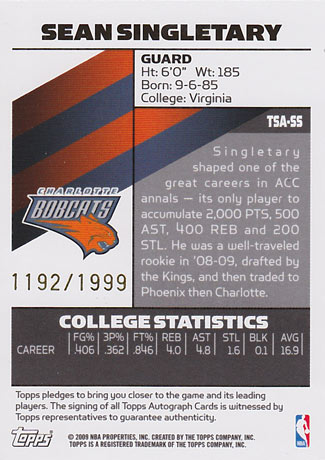 SEAN SINGLETARY
GUARD
Ht: 6'0" Wt: 185
Born: 9-6-85
College: Virginia
TSA-SS
Singletary
shaped one of the
great careers in ACC
annals — its only player to
accumulate 2,000 PTS, 500
AST, 400 REB and 200
STL. He was a well-traveled
rookie in '08-09, drafted by
the Kings, and then traded to
Phoenix then Charlotte.
CHARLOTTE
BOBCATS
1192/1999
COLLEGE STATISTICS
FG% 3P% FT% REB AST STL BLK AVG
CAREER .406 .362 .846 4.0 4.8 1.6 0.1 16.9
Topps pledges to bring you closer to the game and its leading
players. The signing of all Topps Autograph Cards is witnessed by
Topps representatives to guarantee authenticity.
topps
© 2009 NBA PROPERTIES, INC. CREATED BY THE TOPPS COMPANY, INC.
TOPPS IS A REGISTERED TRADEMARK OF THE TOPPS COMPANY, INC.
NBA